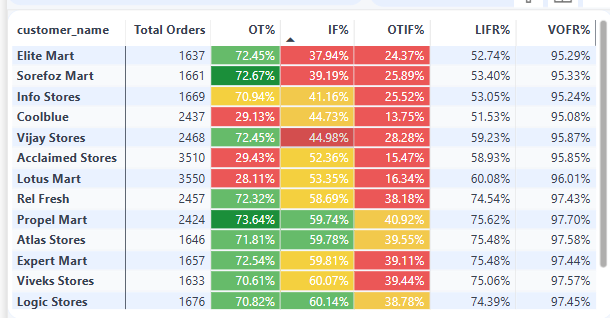 customer_name Total Orders OT% IF% OTIF% LIFR% VOFR%
Elite Mart 1637 72.45% 37.94% 24.37% 52.74% 95.29%
Sorefoz Mart 1661 72.67% 39.19% 25.89% 53.40% 95.33%
Info Stores 1669 70.94% 41.16% 25.52% 53.05% 95.24%
Coolblue 2437 29.13% 44.73% 13.75% 51.53% 95.08%
Vijay Stores 2468 72.45% 44.98% 28.28% 59.23% 95.87%
Acclaimed Stores 3510 29.43% 52.36% 15.47% 58.93% 95.85%
Lotus Mart 3550 28.11% 53.35% 16.34% 60.08% 96.01%
Rel Fresh 2457 72.32% 58.69% 38.18% 74.54% 97.43%
Propel Mart 2424 73.64% 59.74% 40.92% 75.62% 97.70%
Atlas Stores 1646 71.81% 59.78% 39.55% 75.48% 97.58%
Expert Mart 1657 72.54% 59.81% 39.11% 75.44% 97.48%
Viveks Stores 1633 70.61% 60.07% 39.44% 75.06% 97.57%
Logic Stores 1676 70.82% 60.14% 38.78% 74.39% 97.45%